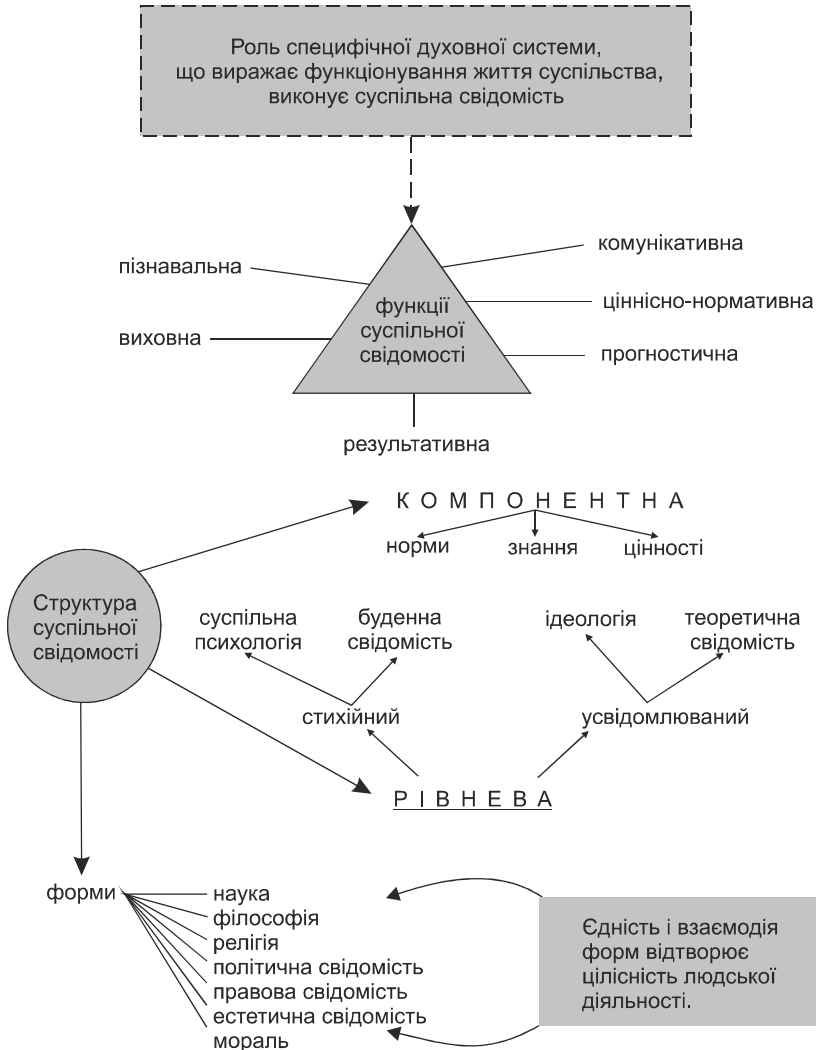 Роль специфічної духовної системи,
що виражає функціонування життя суспільства,
виконує суспільна свідомість
пізнавальна
виховна
функції
суспільної
свідомості
комунікативна
ціннісно-нормативна
прогностична
результативна
К О М П О Н Е Н Т Н А
норми
знання
цінності
Структура
суспільної
свідомості
суспільна
психологія
буденна
свідомість
ідеологія
теоретична
свідомість
стихійний
усвідомлюваний
Р І В Н Е В А
форми
наука
філософія
релігія
політична свідомість
правова свідомість
естетична свідомість
мораль
Єдність і взаємодія
форм відтворює
цілісність людської
діяльності.